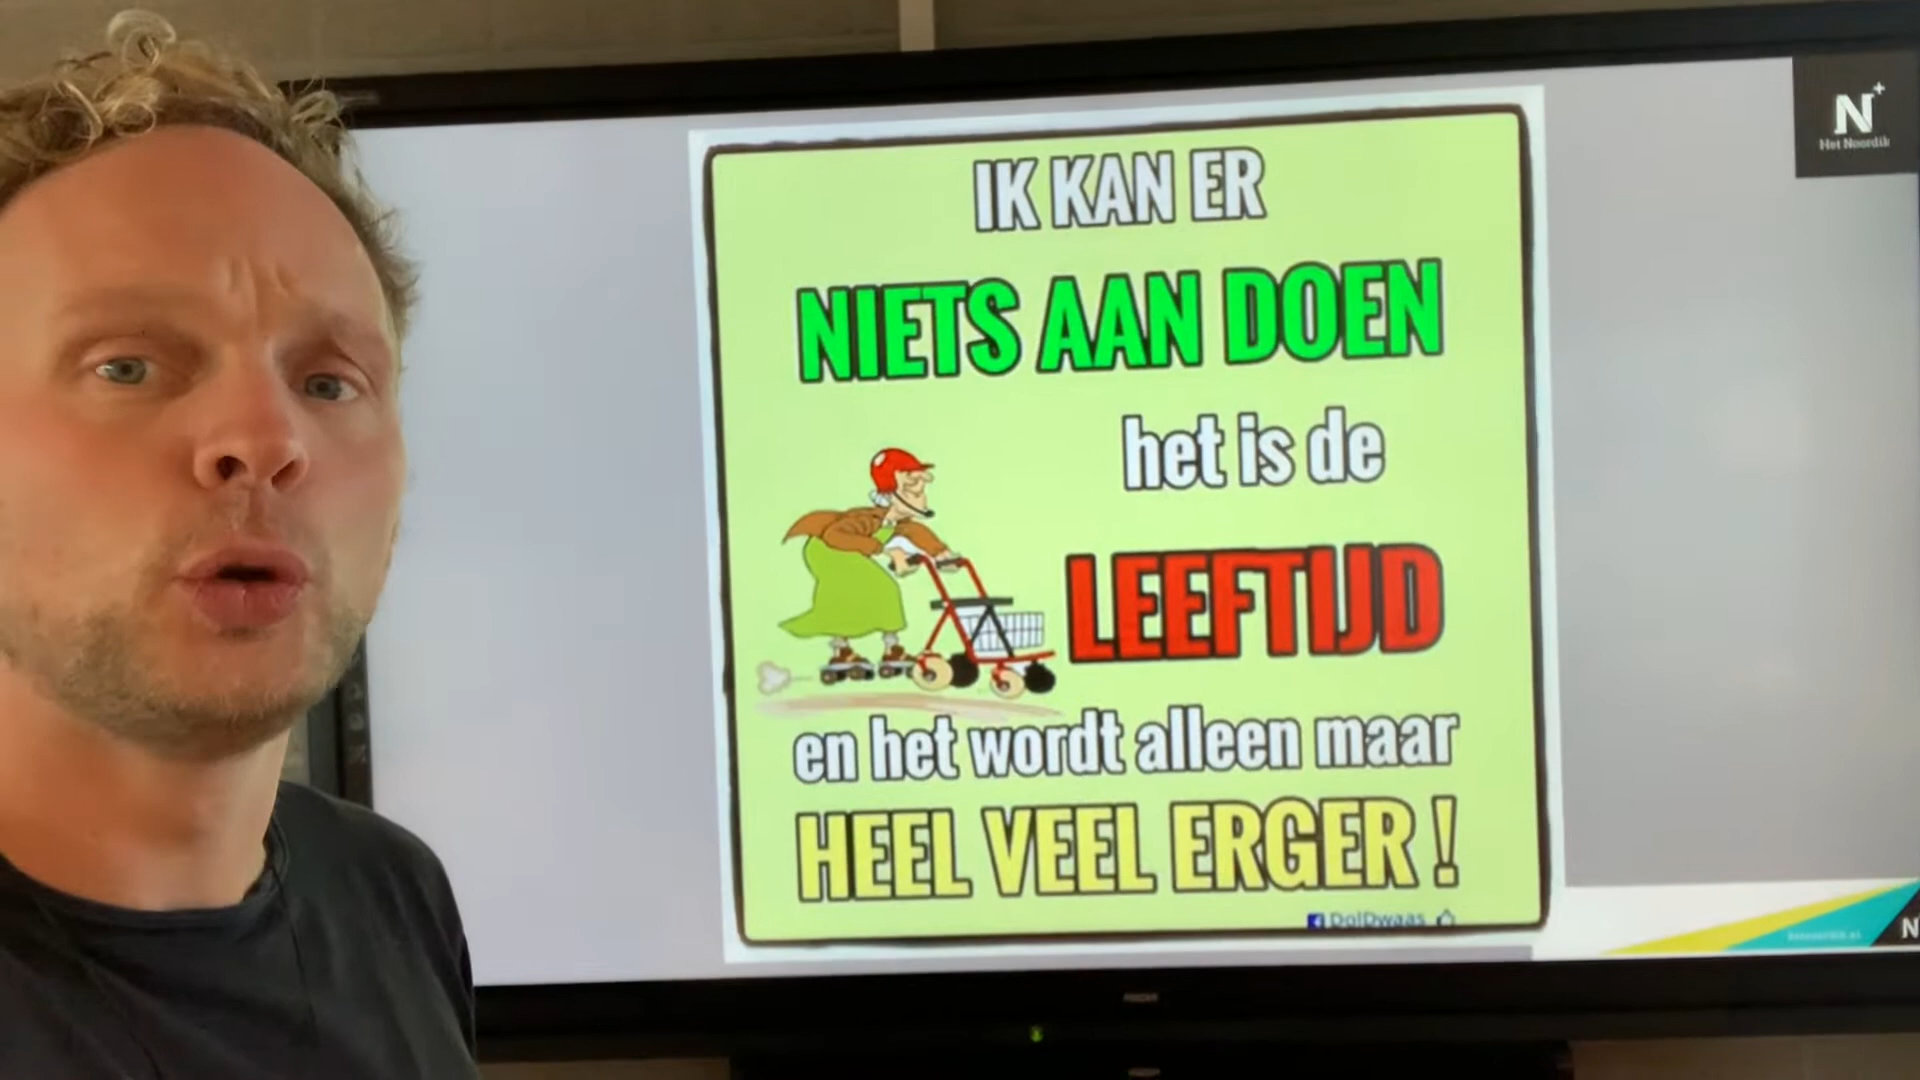 N+
Het Noordik
IK KAN ER
NIETS AAN DOEN
het is de
LEEFTIJD
en het wordt alleen maar
HEEL VEEL ERGER !
DolDwaas
N